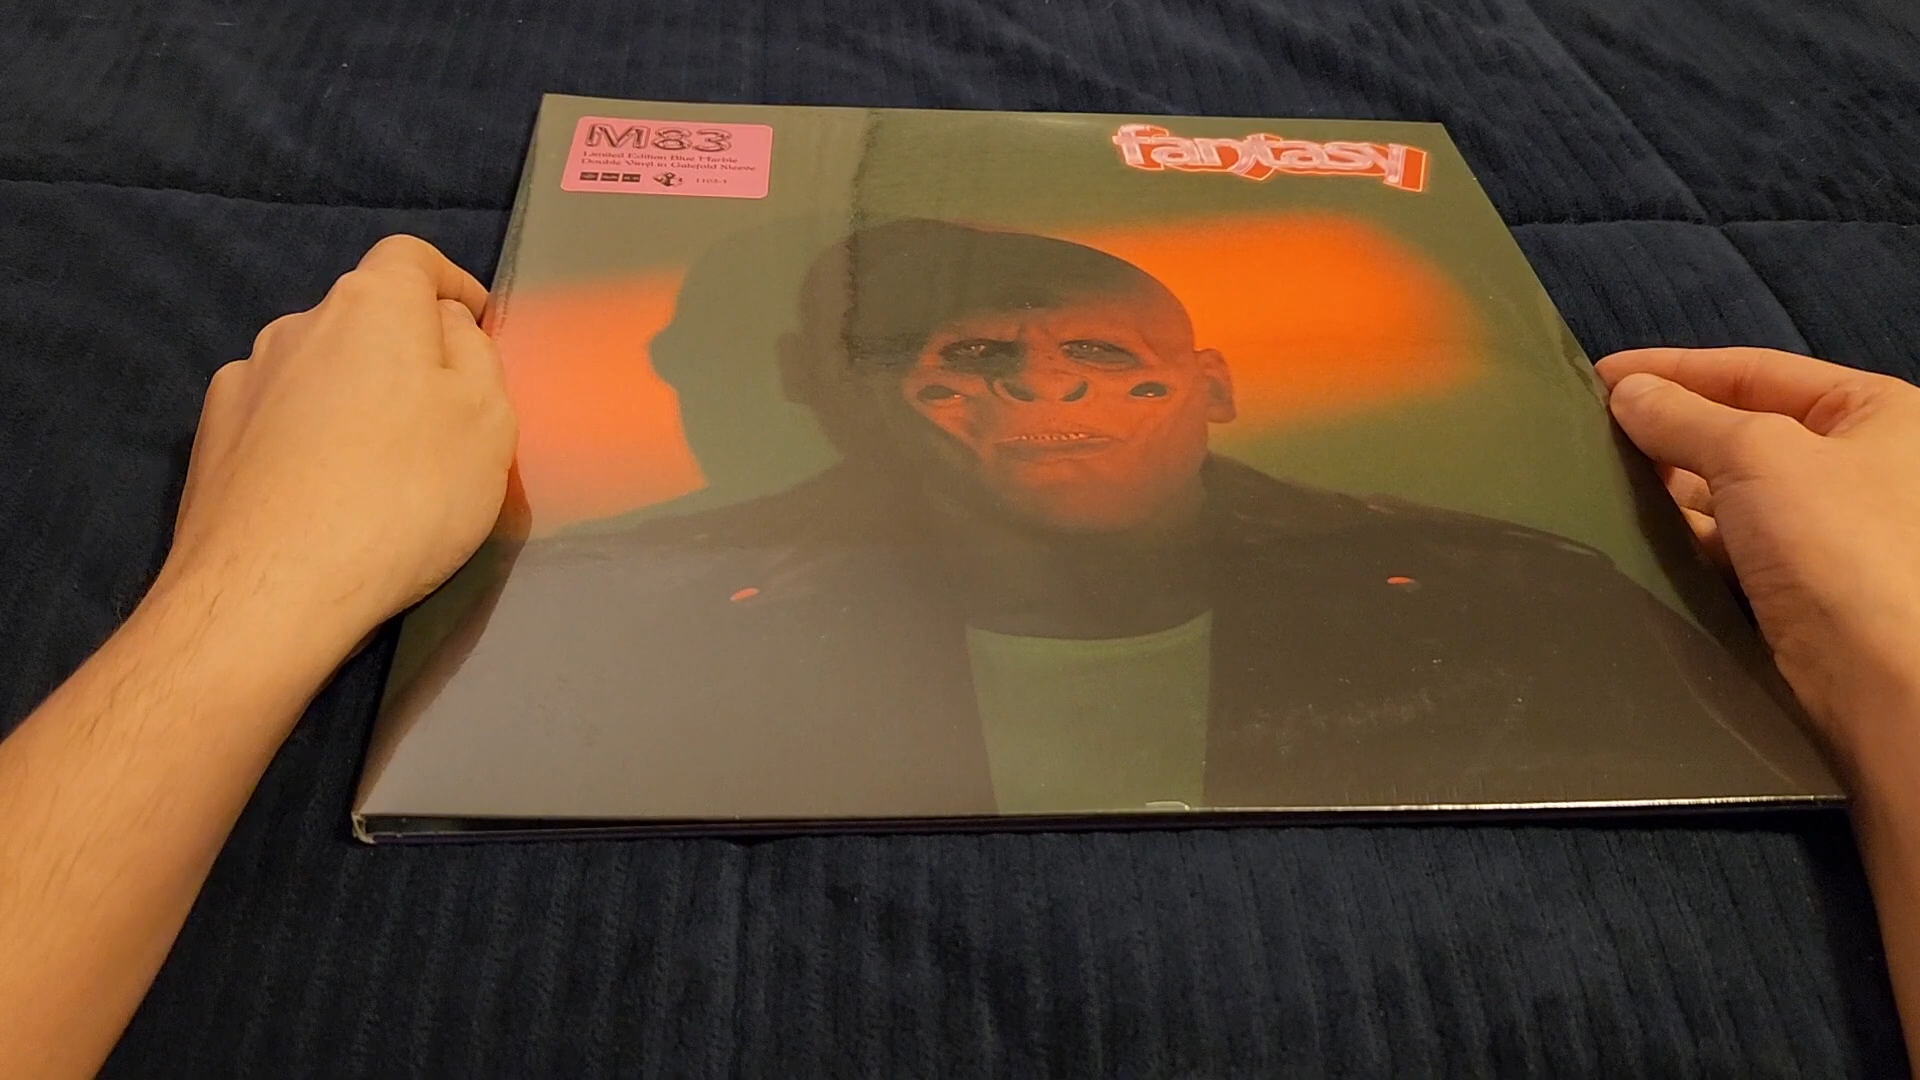 M83
Limited Edition Blue Marble
Double Vinyl in Gatefold Sleeve
fantasy